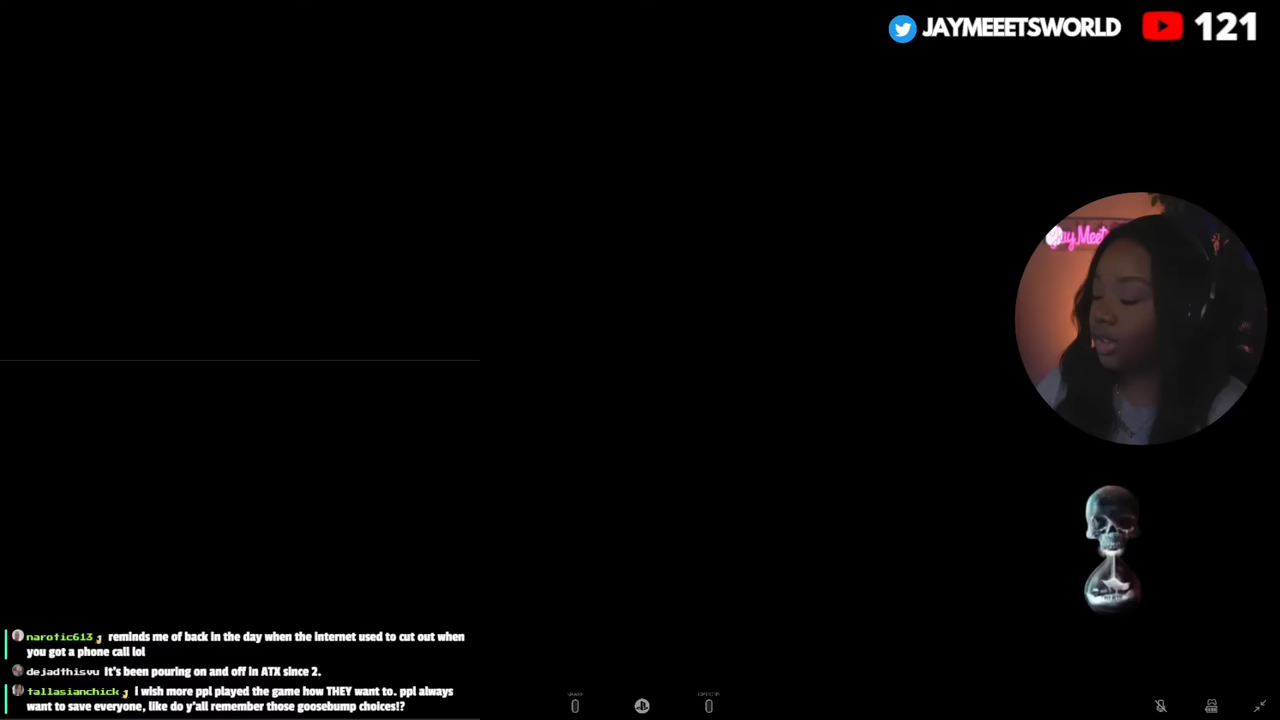 JAYMEEETSWORLD 121
narotic613 reminds me of back in the day when the internet used to cut out when
you got a phone call lol
dejadthisvu It's been pouring on and off in ATX since 2.
tallasianchick i wish more ppl played the game how THEY want to. ppl always
want to save everyone, like do y'all remember those goosebump choices!?